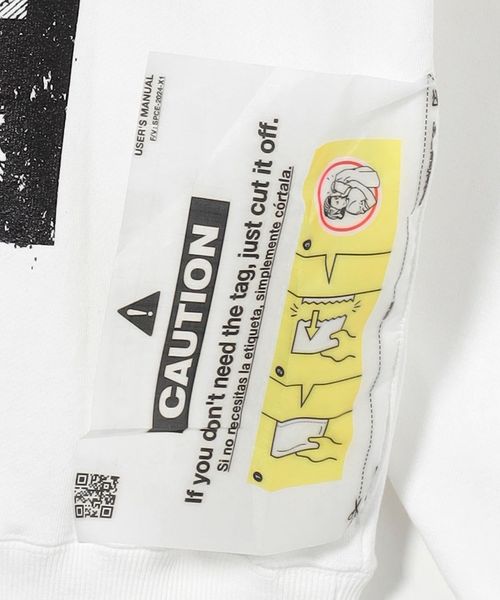 USER'S MANUAL
F/V: SPCE-2024-X1
CAUTION
If you don't need the tag, just cut it off.
Si no necesitas la etiqueta, simplemente córtala.